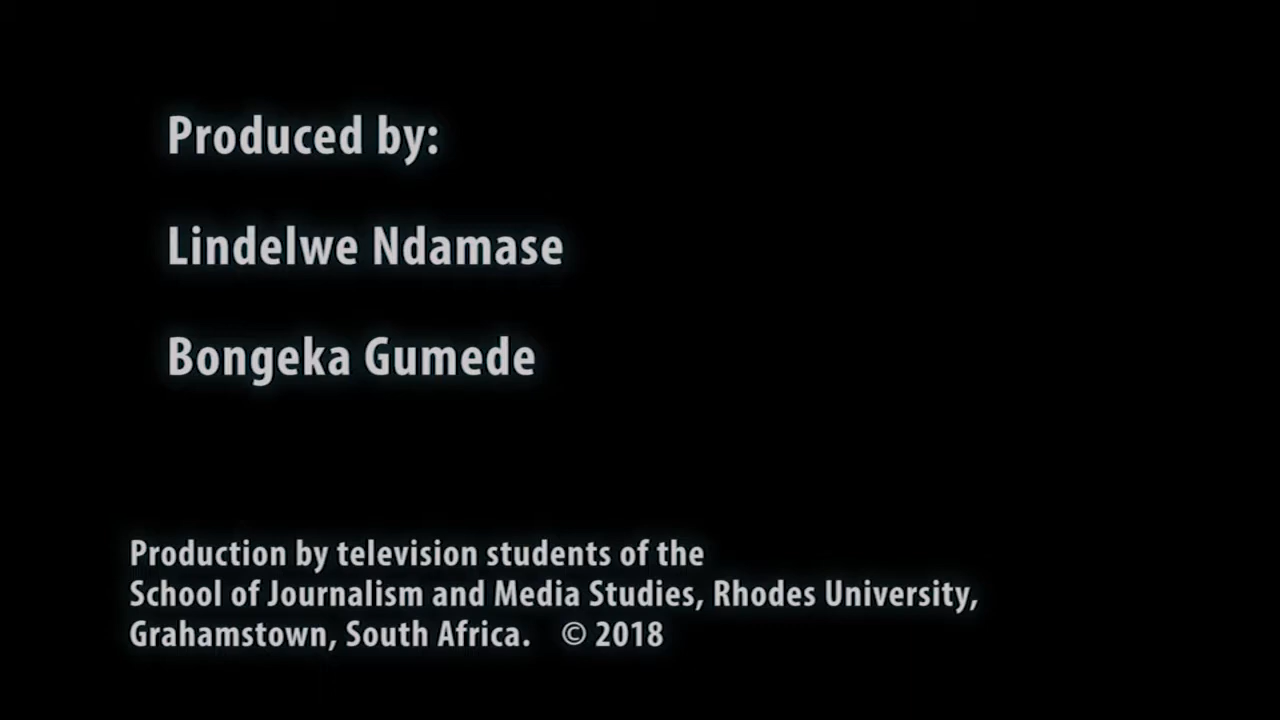 Produced by:
Lindelwe Ndamase
Bongeka Gumede
Production by television students of the
School of Journalism and Media Studies, Rhodes University,
Grahamstown, South Africa. © 2018